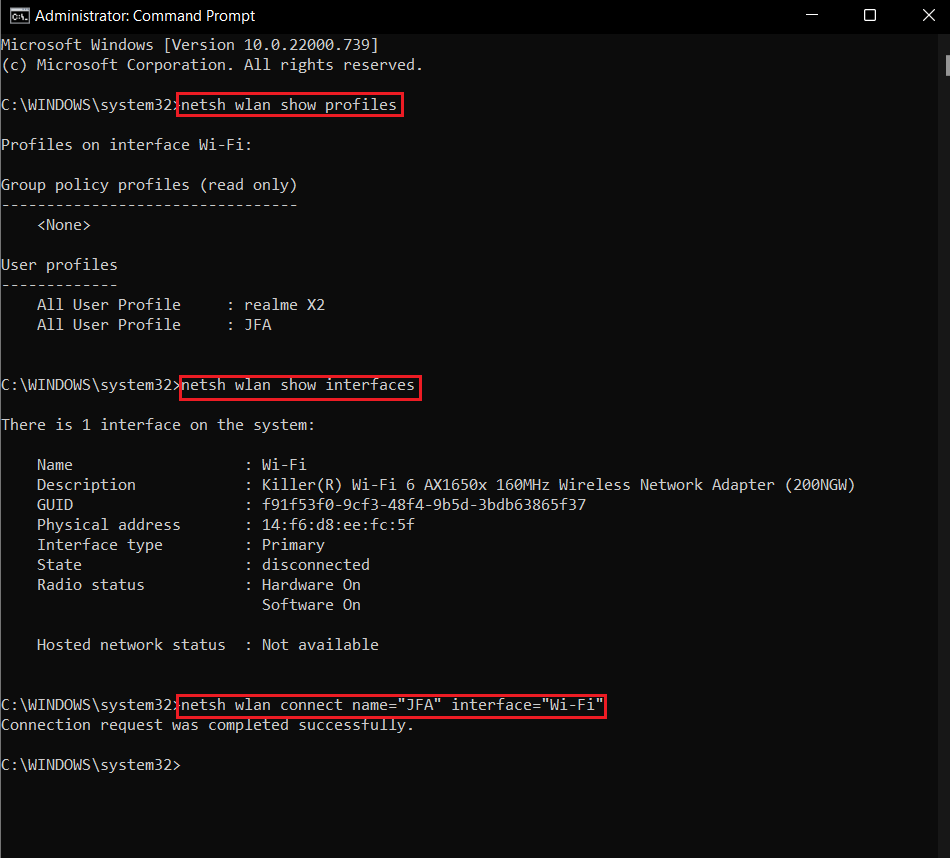 Administrator: Command Prompt
Microsoft Windows [Version 10.0.22000.739]
(c) Microsoft Corporation. All rights reserved.
C:\WINDOWS\system32>netsh wlan show profiles
Profiles on interface Wi-Fi:
Group policy profiles (read only)
---------------------------------
    <None>
User profiles
-------------
    All User Profile     : realme X2
    All User Profile     : JFA
C:\WINDOWS\system32>netsh wlan show interfaces
There is 1 interface on the system:
    Name                   : Wi-Fi
    Description            : Killer(R) Wi-Fi 6 AX1650x 160MHz Wireless Network Adapter (200NGW)
    GUID                   : f91f53f0-9cf3-48f4-9b5d-3bdb63865f37
    Physical address       : 14:f6:d8:ee:fc:5f
    Interface type         : Primary
    State                  : disconnected
    Radio status           : Hardware On
                             Software On
    Hosted network status  : Not available
C:\WINDOWS\system32>netsh wlan connect name="JFA" interface="Wi-Fi"
Connection request was completed successfully.
C:\WINDOWS\system32>